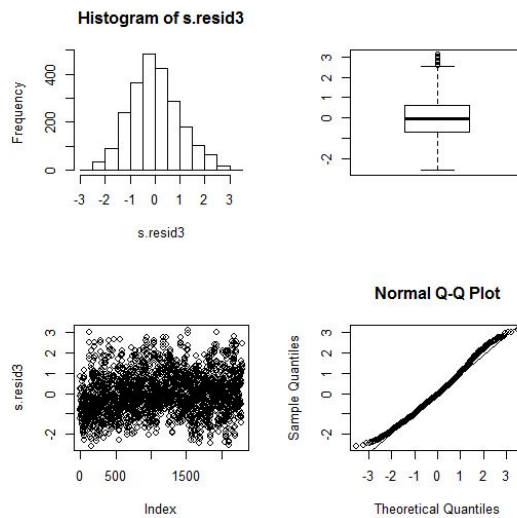 Histogram of s.resid3
Frequency
0 200 400
-3 -2 -1 0 1 2 3
s.resid3
-2 0 1 2 3
s.resid3
-2 0 1 2 3
0 500 1500
Index
Normal Q-Q Plot
Sample Quantiles
-2 0 1 2 3
-3 -2 -1 0 1 2 3
Theoretical Quantiles